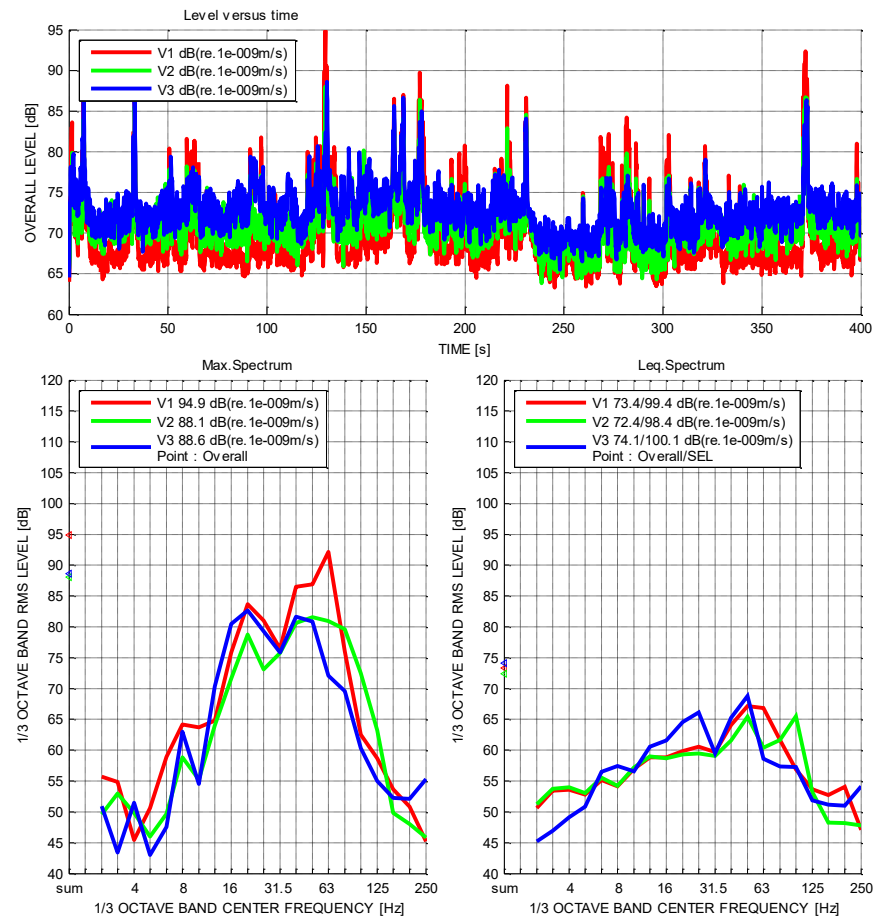 Level versus time
V1 dB(re.1e-009m/s)
V2 dB(re.1e-009m/s)
V3 dB(re.1e-009m/s)
OVERALL LEVEL [dB]
95
90
85
80
75
70
65
60
0
50
100
150
200
250
300
350
400
TIME [s]
Max.Spectrum
V1 94.9 dB(re.1e-009m/s)
V2 88.1 dB(re.1e-009m/s)
V3 88.6 dB(re.1e-009m/s)
Point : Overall
1/3 OCTAVE BAND RMS LEVEL [dB]
120
115
110
105
100
95
90
85
80
75
70
65
60
55
50
45
40
sum
4
8
16
31.5
63
125
250
1/3 OCTAVE BAND CENTER FREQUENCY [Hz]
Leq.Spectrum
V1 73.4/99.4 dB(re.1e-009m/s)
V2 72.4/98.4 dB(re.1e-009m/s)
V3 74.1/100.1 dB(re.1e-009m/s)
Point : Overall/SEL
1/3 OCTAVE BAND RMS LEVEL [dB]
120
115
110
105
100
95
90
85
80
75
70
65
60
55
50
45
40
sum
4
8
16
31.5
63
125
250
1/3 OCTAVE BAND CENTER FREQUENCY [Hz]